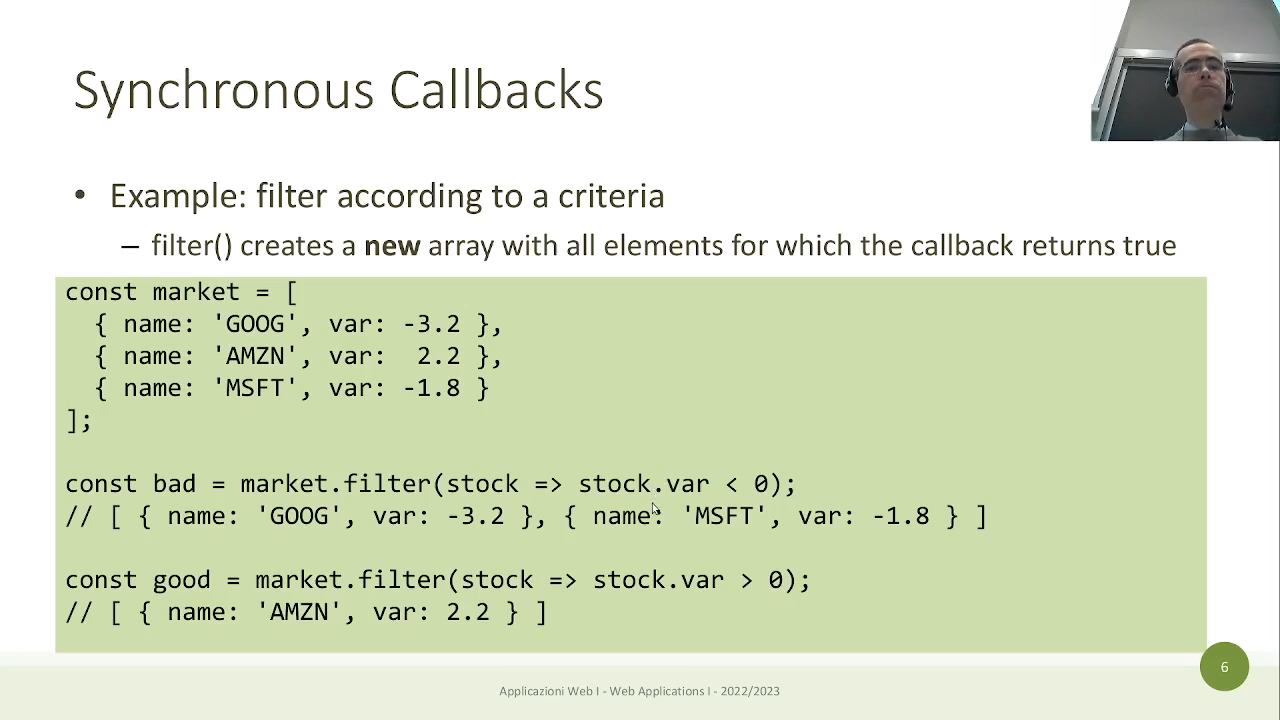 Synchronous Callbacks
• Example: filter according to a criteria
– filter() creates a new array with all elements for which the callback returns true
const market = [
  { name: 'GOOG', var: -3.2 },
  { name: 'AMZN', var:  2.2 },
  { name: 'MSFT', var: -1.8 }
];
const bad = market.filter(stock => stock.var < 0);
// [ { name: 'GOOG', var: -3.2 }, { name: 'MSFT', var: -1.8 } ]
const good = market.filter(stock => stock.var > 0);
// [ { name: 'AMZN', var: 2.2 } ]
6
Applicazioni Web I - Web Applications I - 2022/2023